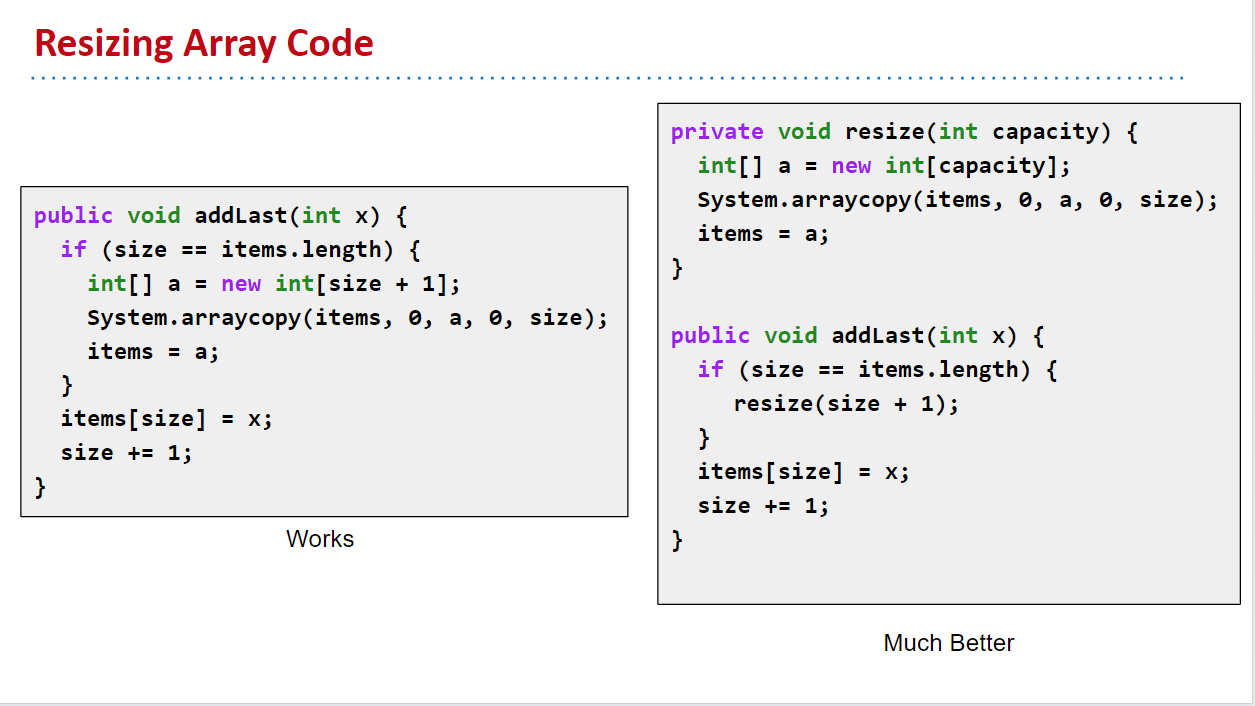 Resizing Array Code
public void addLast(int x) {
  if (size == items.length) {
    int[] a = new int[size + 1];
    System.arraycopy(items, 0, a, 0, size);
    items = a;
  }
  items[size] = x;
  size += 1;
}
Works
private void resize(int capacity) {
  int[] a = new int[capacity];
  System.arraycopy(items, 0, a, 0, size);
  items = a;
}
public void addLast(int x) {
  if (size == items.length) {
     resize(size + 1);
  }
  items[size] = x;
  size += 1;
}
Much Better